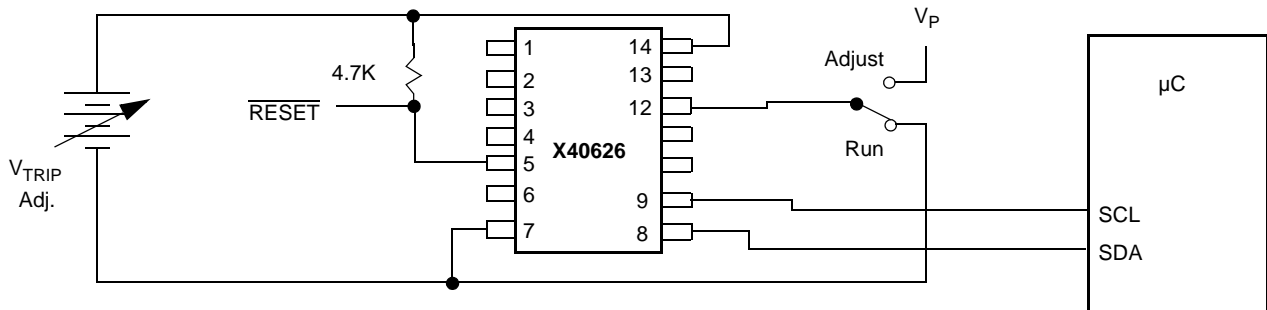 V_P
Adjust
Run
µC
SCL
SDA
4.7K
RESET
V_TRIP
Adj.
X40626
1
2
3
4
5
6
7
14
13
12
9
8